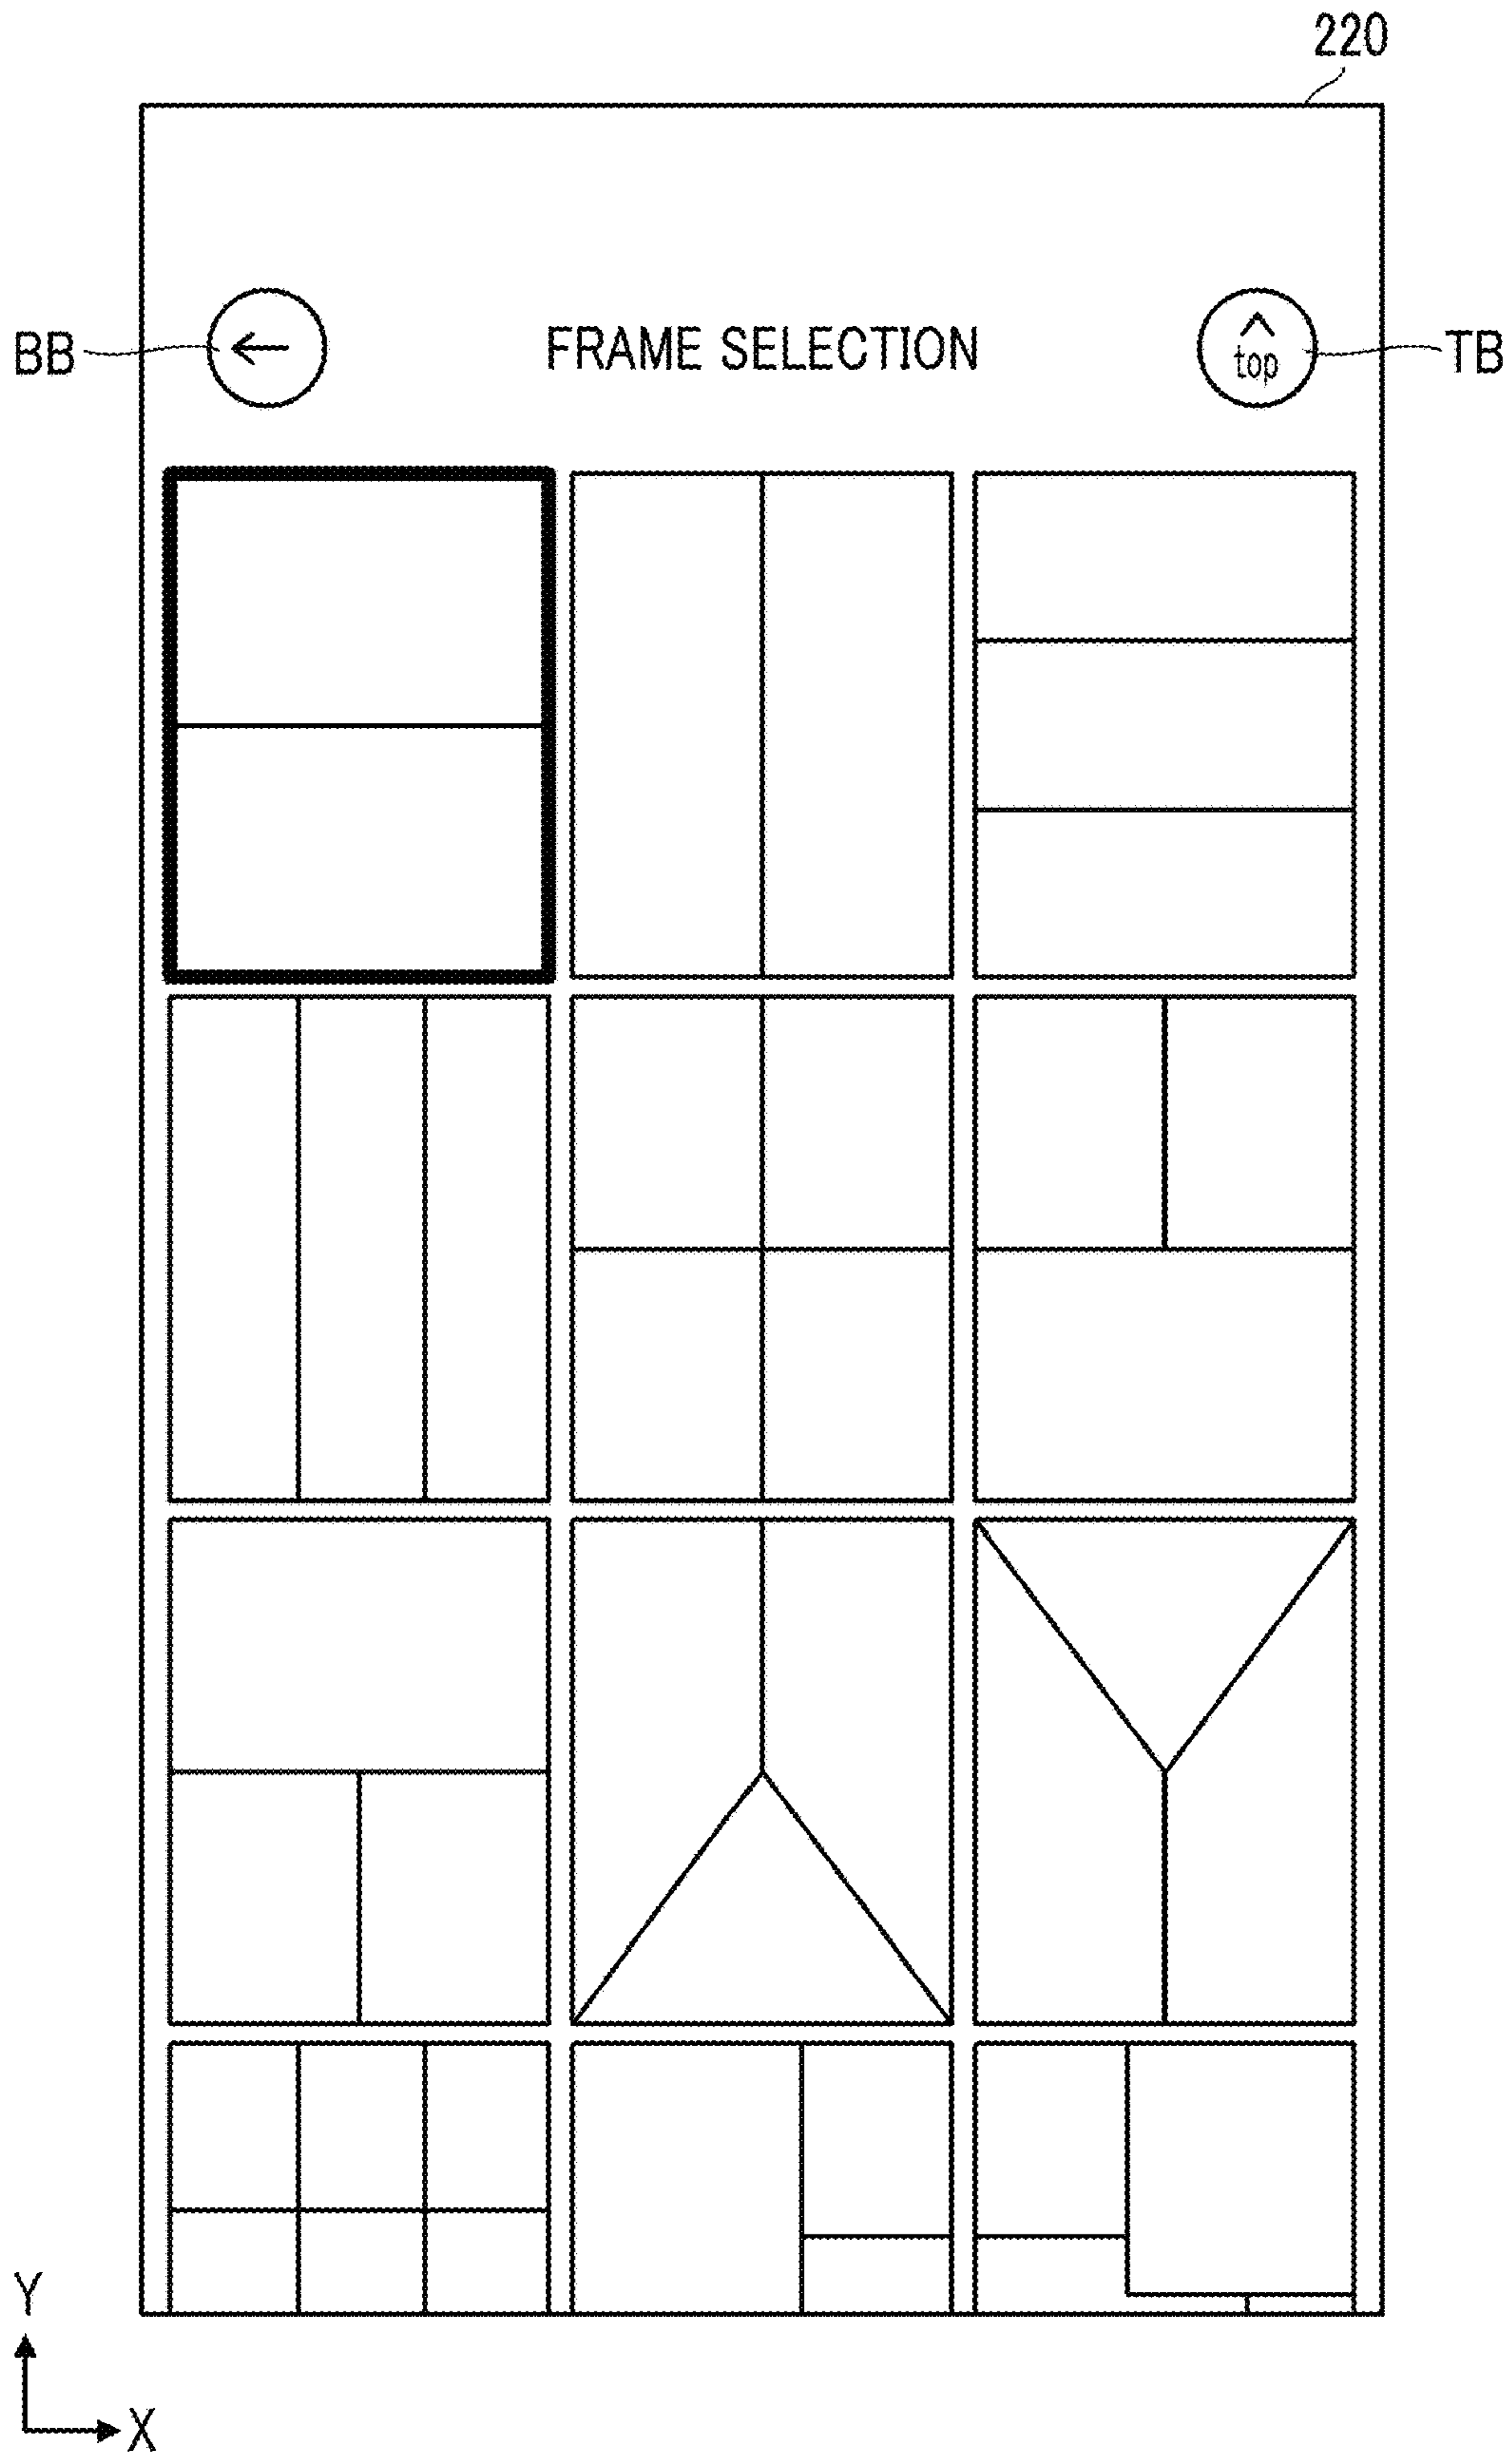 220
BB
FRAME SELECTION
top
TB
Y
X